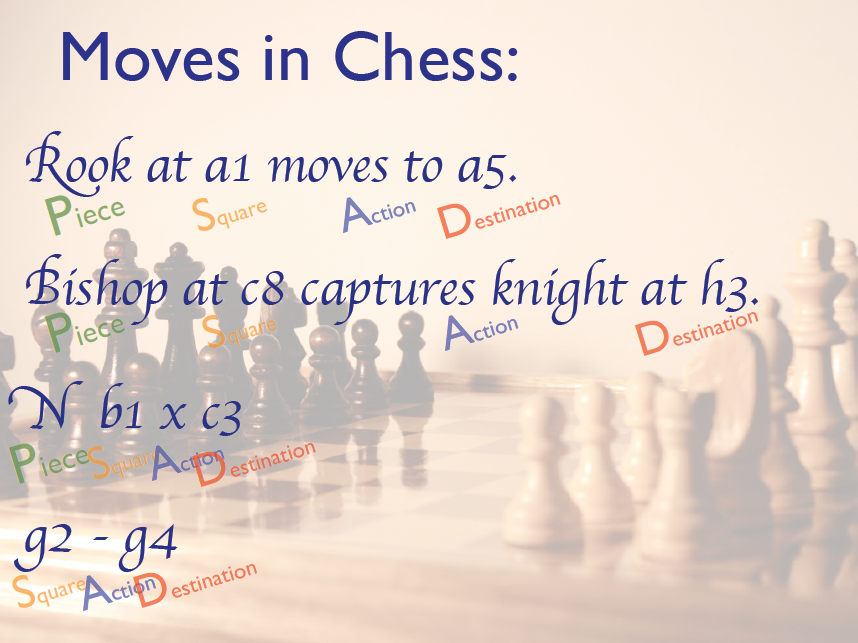 Moves in Chess:
Rook at a1 moves to a5.
Piece Square Action Destination
Bishop at c8 captures knight at h3.
Piece Square Action Destination
N b1 x c3
Piece Square Action Destination
g2 - g4
Square Action Destination